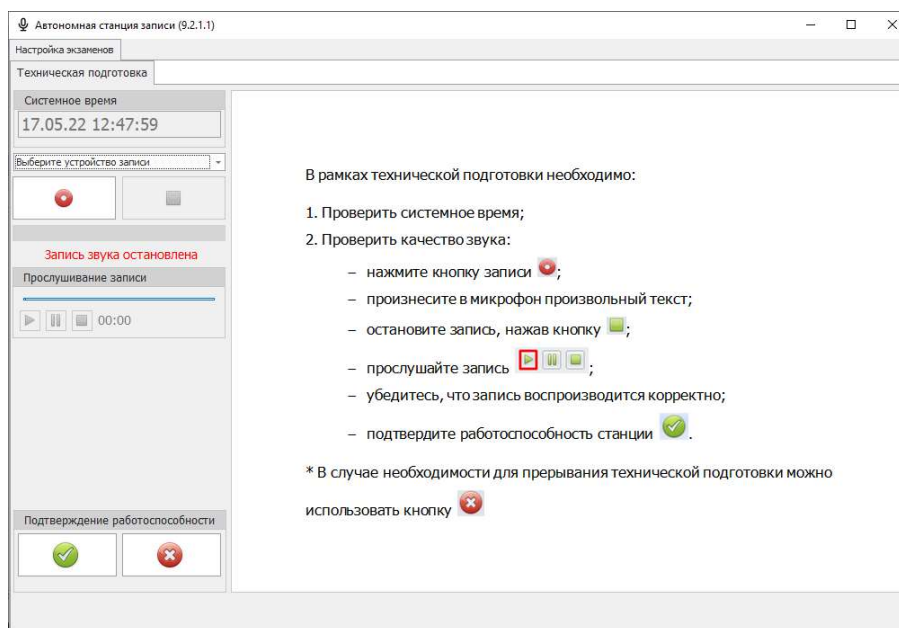 Автономная станция записи (9.2.1.1)
Настройка экзаменов
Техническая подготовка
Системное время
17.05.22 12:47:59
Выберите устройство записи
Запись звука остановлена
Прослушивание записи
00:00
Подтверждение работоспособности
В рамках технической подготовки необходимо:
1. Проверить системное время;
2. Проверить качество звука:
– нажмите кнопку записи ;
– произнесите в микрофон произвольный текст;
– остановите запись, нажав кнопку ;
– прослушайте запись ;
– убедитесь, что запись воспроизводится корректно;
– подтвердите работоспособность станции .
* В случае необходимости для прерывания технической подготовки можно
использовать кнопку